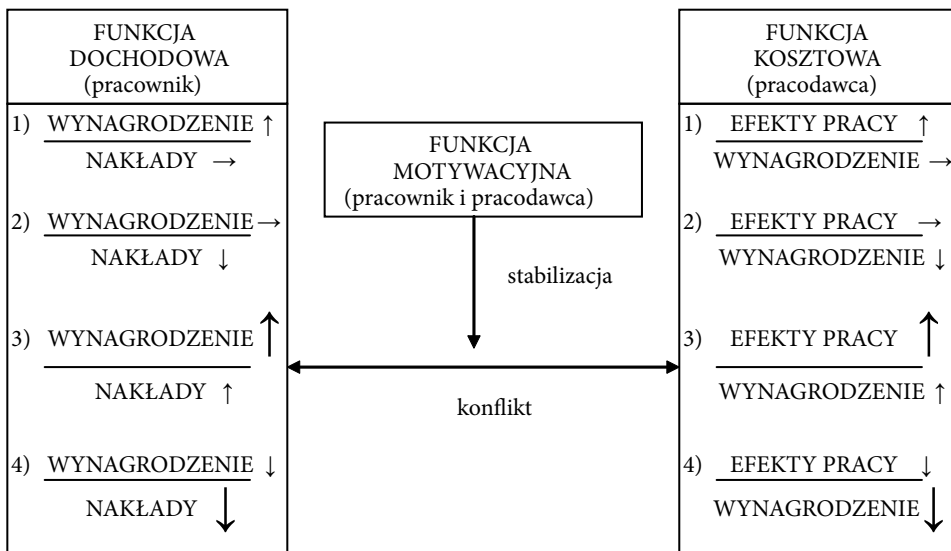 FUNKCJA
DOCHODOWA
(pracownik)
1) WYNAGRODZENIE ↑
NAKŁADY →
2) WYNAGRODZENIE →
NAKŁADY ↓
3) WYNAGRODZENIE ↑
NAKŁADY ↑
4) WYNAGRODZENIE ↓
NAKŁADY ↓
FUNKCJA
MOTYWACYJNA
(pracownik i pracodawca)
stabilizacja
konflikt
FUNKCJA
KOSZTOWA
(pracodawca)
1) EFEKTY PRACY ↑
WYNAGRODZENIE →
2) EFEKTY PRACY →
WYNAGRODZENIE ↓
3) EFEKTY PRACY ↑
WYNAGRODZENIE ↑
4) EFEKTY PRACY ↓
WYNAGRODZENIE ↓